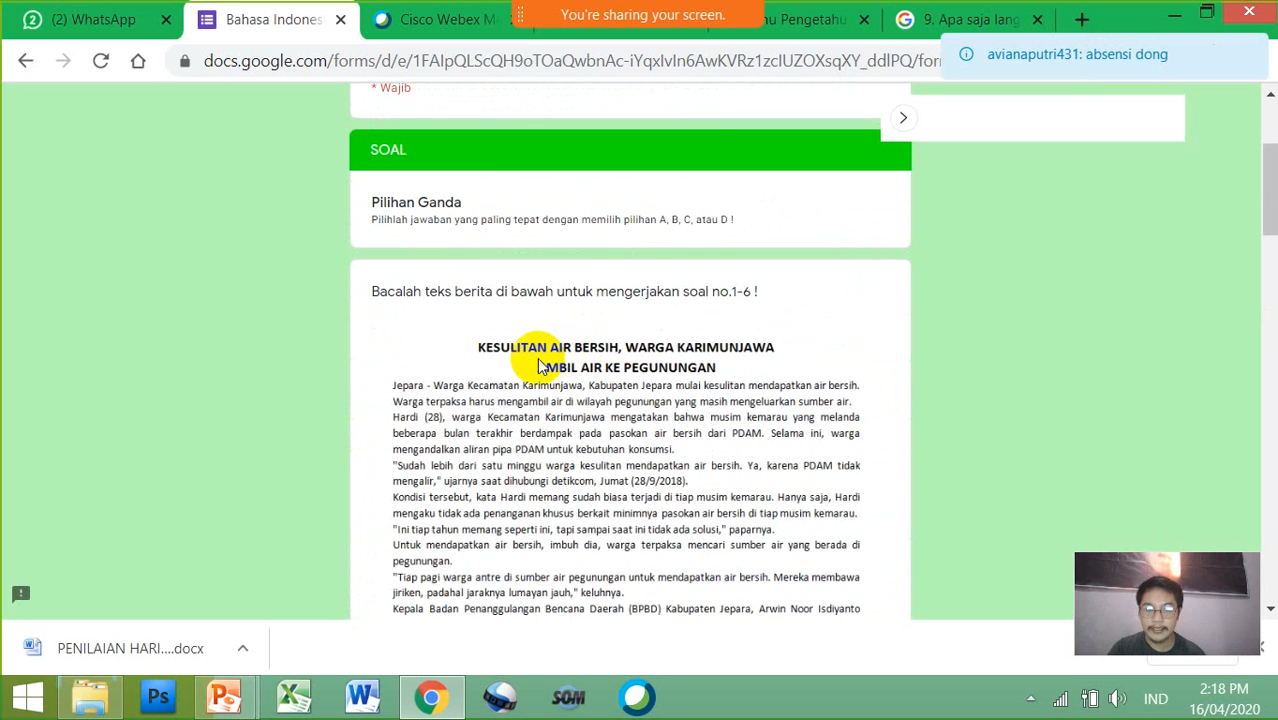 (2) WhatsApp
Bahasa Indones
Cisco Webex M
You're sharing your screen.
nu Pengetahu
9. Apa saja lang
docs.google.com/forms/d/e/1FAIpQLScQH9oTOaQwbnAc-iYqxIvIn6AwKVRz1zcIUZOXsqXY_ddlPQ/for
avianaputri431: absensi dong
* Wajib
SOAL
Pilihan Ganda
Pilihlah jawaban yang paling tepat dengan memilih pilihan A, B, C, atau D !
Bacalah teks berita di bawah untuk mengerjakan soal no.1-6 !
KESULITAN AIR BERSIH, WARGA KARIMUNJAWA
MBIL AIR KE PEGUNUNGAN
Jepara - Warga Kecamatan Karimunjawa, Kabupaten Jepara mulai kesulitan mendapatkan air bersih.
Warga terpaksa harus mengambil air di wilayah pegunungan yang masih mengeluarkan sumber air.
Hardi (28), warga Kecamatan Karimunjawa mengatakan bahwa musim kemarau yang melanda
beberapa bulan terakhir berdampak pada pasokan air bersih dari PDAM. Selama ini, warga
mengandalkan aliran pipa PDAM untuk kebutuhan konsumsi.
"Sudah lebih dari satu minggu warga kesulitan mendapatkan air bersih. Ya, karena PDAM tidak
mengalir," ujarnya saat dihubungi detikcom, Jumat (28/9/2018).
Kondisi tersebut, kata Hardi memang sudah biasa terjadi di tiap musim kemarau. Hanya saja, Hardi
mengaku tidak ada penanganan khusus berkait minimnya pasokan air bersih di tiap musim kemarau.
"Ini tiap tahun memang seperti ini, tapi sampai saat ini tidak ada solusi," paparnya.
Untuk mendapatkan air bersih, imbuh dia, warga terpaksa mencari sumber air yang berada di
pegunungan.
"Tiap pagi warga antre di sumber air pegunungan untuk mendapatkan air bersih. Mereka membawa
jiriken, padahal jaraknya lumayan jauh," keluhnya.
Kepala Badan Penanggulangan Bencana Daerah (BPBD) Kabupaten Jepara, Arwin Noor Isdiyanto
PENILAIAN HARI....docx
Ps
SOM
IND
2:18 PM
16/04/2020